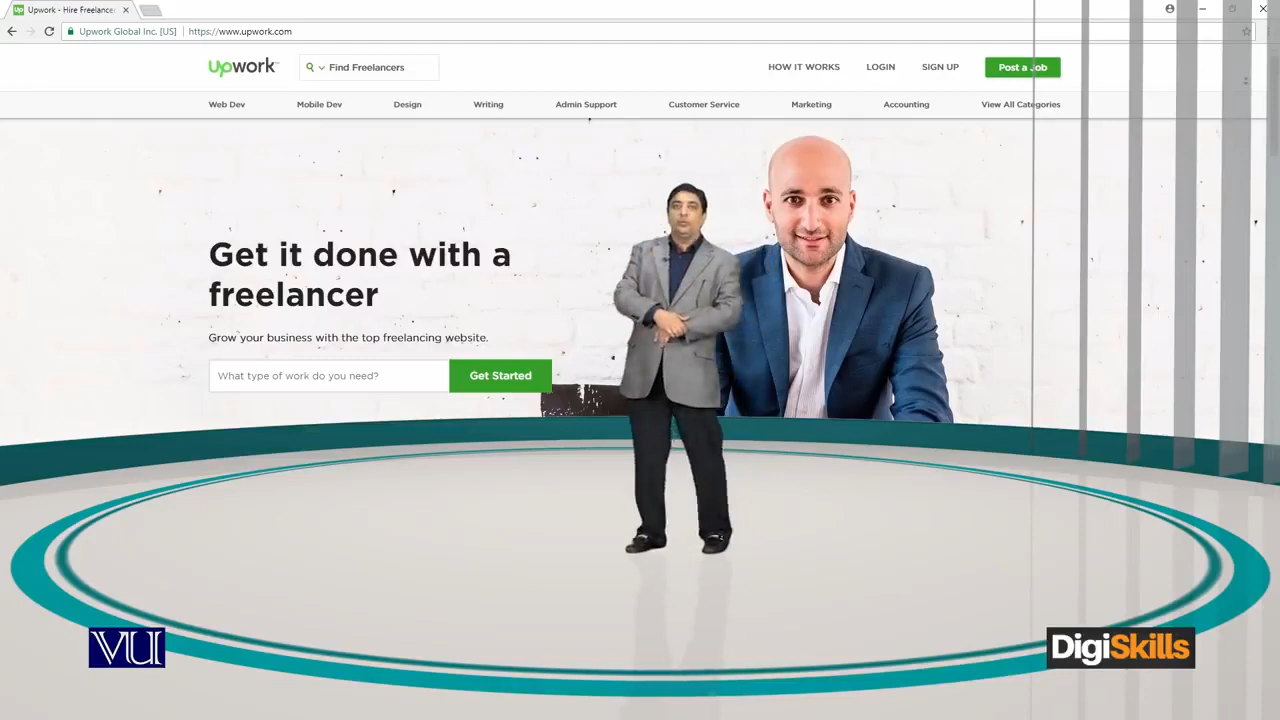 Upwork - Hire Freelance
Upwork Global Inc. [US] https://www.upwork.com
upwork Find Freelancers HOW IT WORKS LOGIN SIGN UP Post a Job
Web Dev Mobile Dev Design Writing Admin Support Customer Service Marketing Accounting View All Categories
Get it done with a
freelancer
Grow your business with the top freelancing website.
What type of work do you need? Get Started
VU DigiSkills